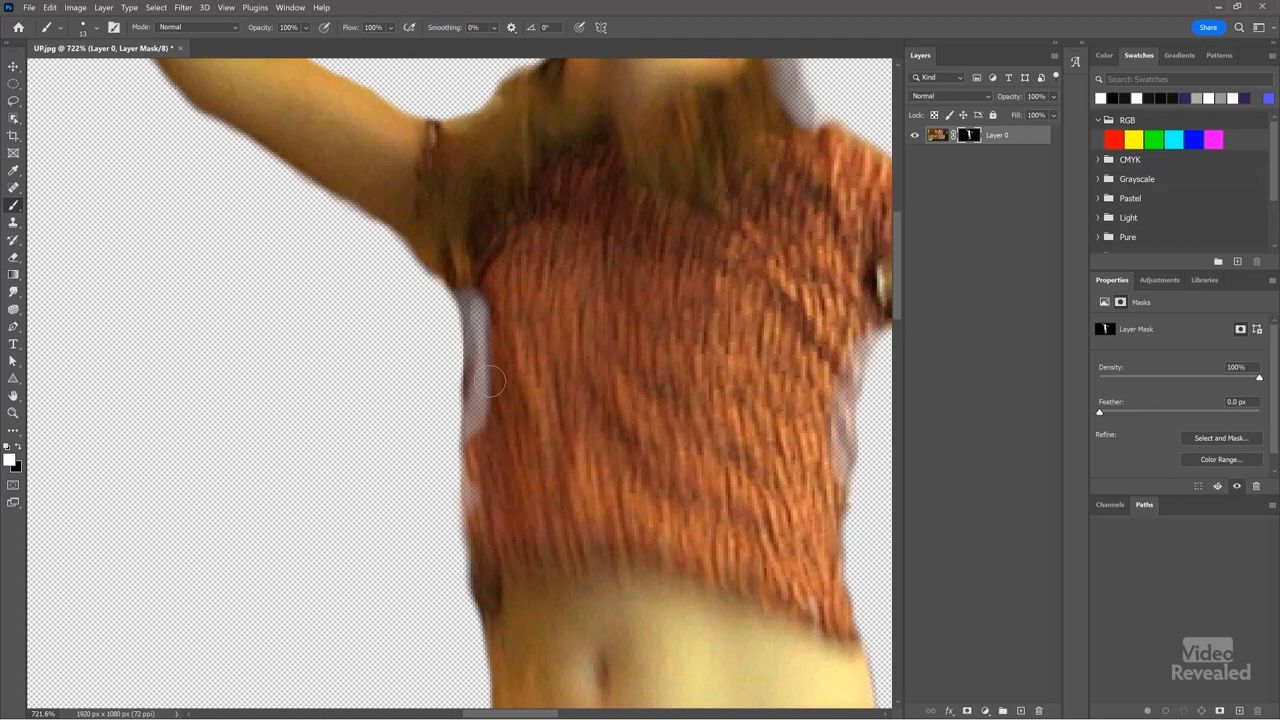 Ps File Edit Image Layer Type Select Filter 3D View Plugins Window Help
13 Mode: Normal Opacity: 100% Flow: 100% Smoothing: 0% 0° Share
UP.jpg @ 722% (Layer 0, Layer Mask/8) * ×
Layers
Kind
Normal Opacity: 100%
Lock: Fill: 100%
Layer 0
A
Color Swatches Gradients Patterns
Search Swatches
RGB
CMYK
Grayscale
Pastel
Light
Pure
Properties Adjustments Libraries
Masks
Layer Mask
Density: 100%
Feather: 0.0 px
Refine: Select and Mask...
Color Range...
Channels Paths
Video
Revealed
721.6% 1920 px x 1080 px (72 ppi)
fx